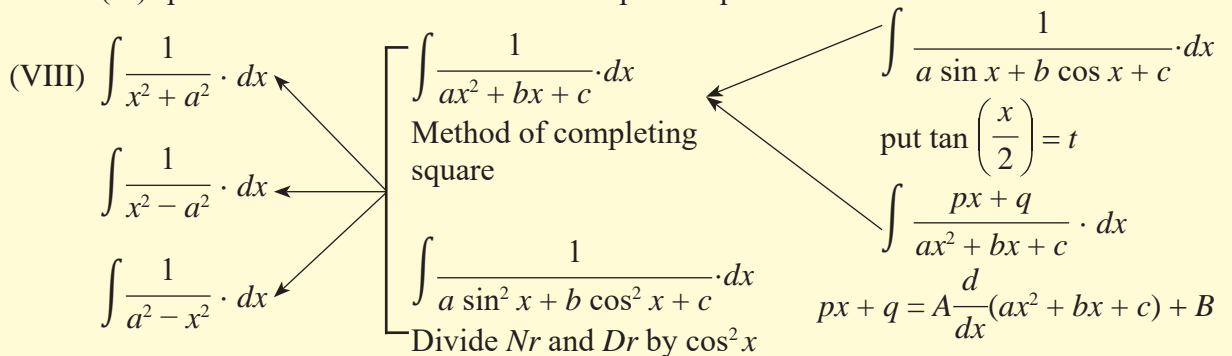 (VIII) ∫ 1/(x² + a²) · dx
∫ 1/(x² − a²) · dx
∫ 1/(a² − x²) · dx
∫ 1/(ax² + bx + c) · dx
Method of completing
square
∫ 1/(a sin² x + b cos² x + c) · dx
Divide Nr and Dr by cos² x
∫ 1/(a sin x + b cos x + c) · dx
put tan (x/2) = t
∫ (px + q)/(ax² + bx + c) · dx
px + q = A d/dx (ax² + bx + c) + B